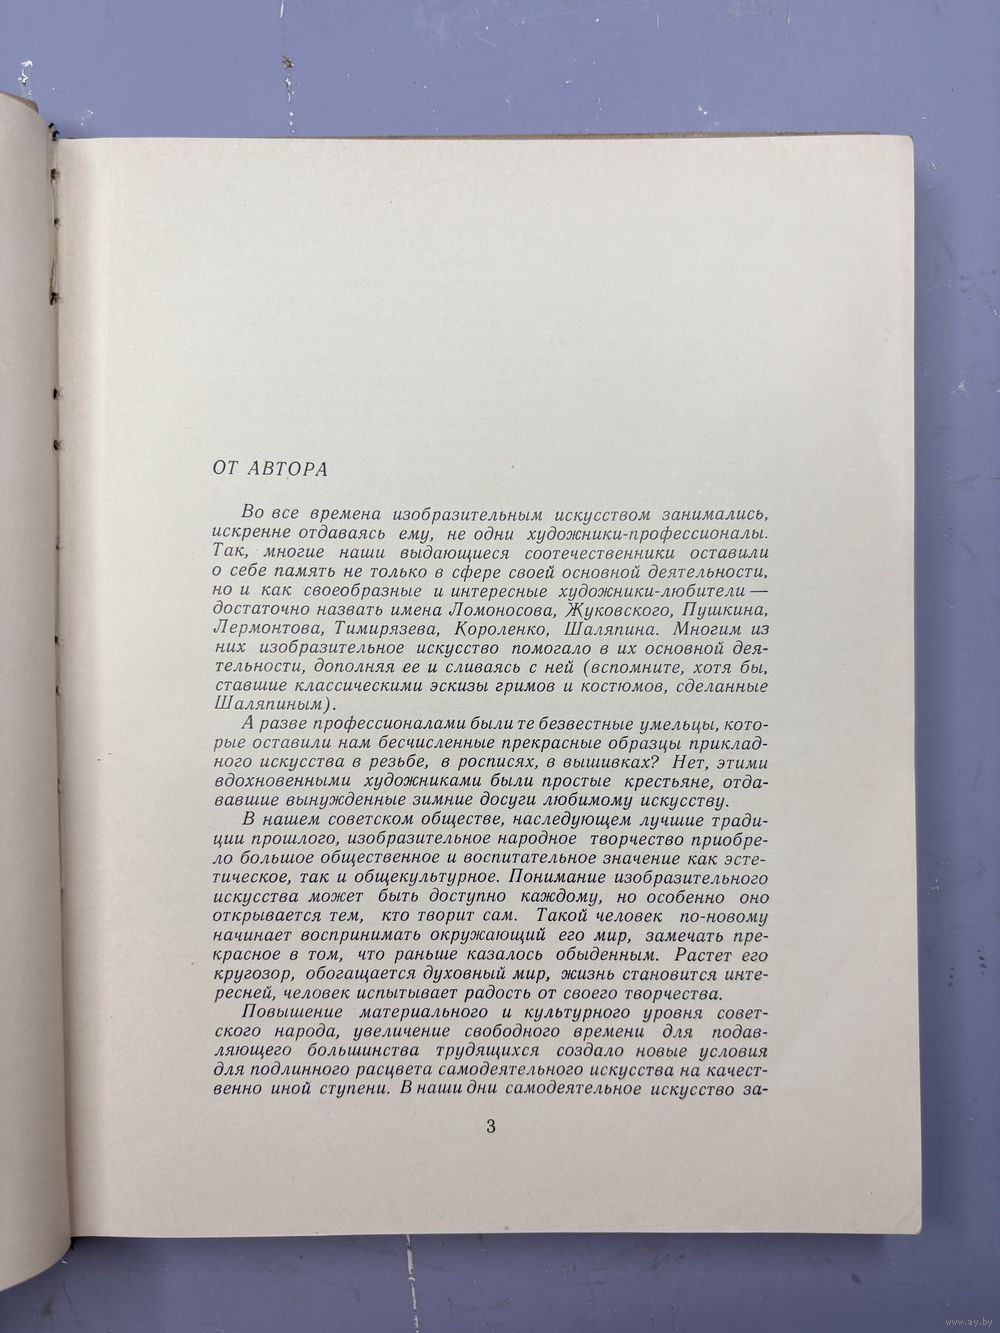 ОТ АВТОРА
Во все времена изобразительным искусством занимались,
искренне отдаваясь ему, не одни художники-профессионалы.
Так, многие наши выдающиеся соотечественники оставили
о себе память не только в сфере своей основной деятельности,
но и как своеобразные и интересные художники-любители —
достаточно назвать имена Ломоносова, Жуковского, Пушкина,
Лермонтова, Тимирязева, Короленко, Шаляпина. Многим из
них изобразительное искусство помогало в их основной дея-
тельности, дополняя ее и сливаясь с ней (вспомните, хотя бы,
ставшие классическими эскизы гримов и костюмов, сделанные
Шаляпиным).
А разве профессионалами были те безвестные умельцы, кото-
рые оставили нам бесчисленные прекрасные образцы приклад-
ного искусства в резьбе, в росписях, в вышивках? Нет, этими
вдохновенными художниками были простые крестьяне, отда-
вавшие вынужденные зимние досуги любимому искусству.
В нашем советском обществе, наследующем лучшие тради-
ции прошлого, изобразительное народное творчество приобре-
ло большое общественное и воспитательное значение как эсте-
тическое, так и общекультурное. Понимание изобразительного
искусства может быть доступно каждому, но особенно оно
открывается тем, кто творит сам. Такой человек по-новому
начинает воспринимать окружающий его мир, замечать пре-
красное в том, что раньше казалось обыденным. Растет его
кругозор, обогащается духовный мир, жизнь становится инте-
ресней, человек испытывает радость от своего творчества.
Повышение материального и культурного уровня совет-
ского народа, увеличение свободного времени для подав-
ляющего большинства трудящихся создало новые условия
для подлинного расцвета самодеятельного искусства на качест-
венно иной ступени. В наши дни самодеятельное искусство за-
3
www.ay.by